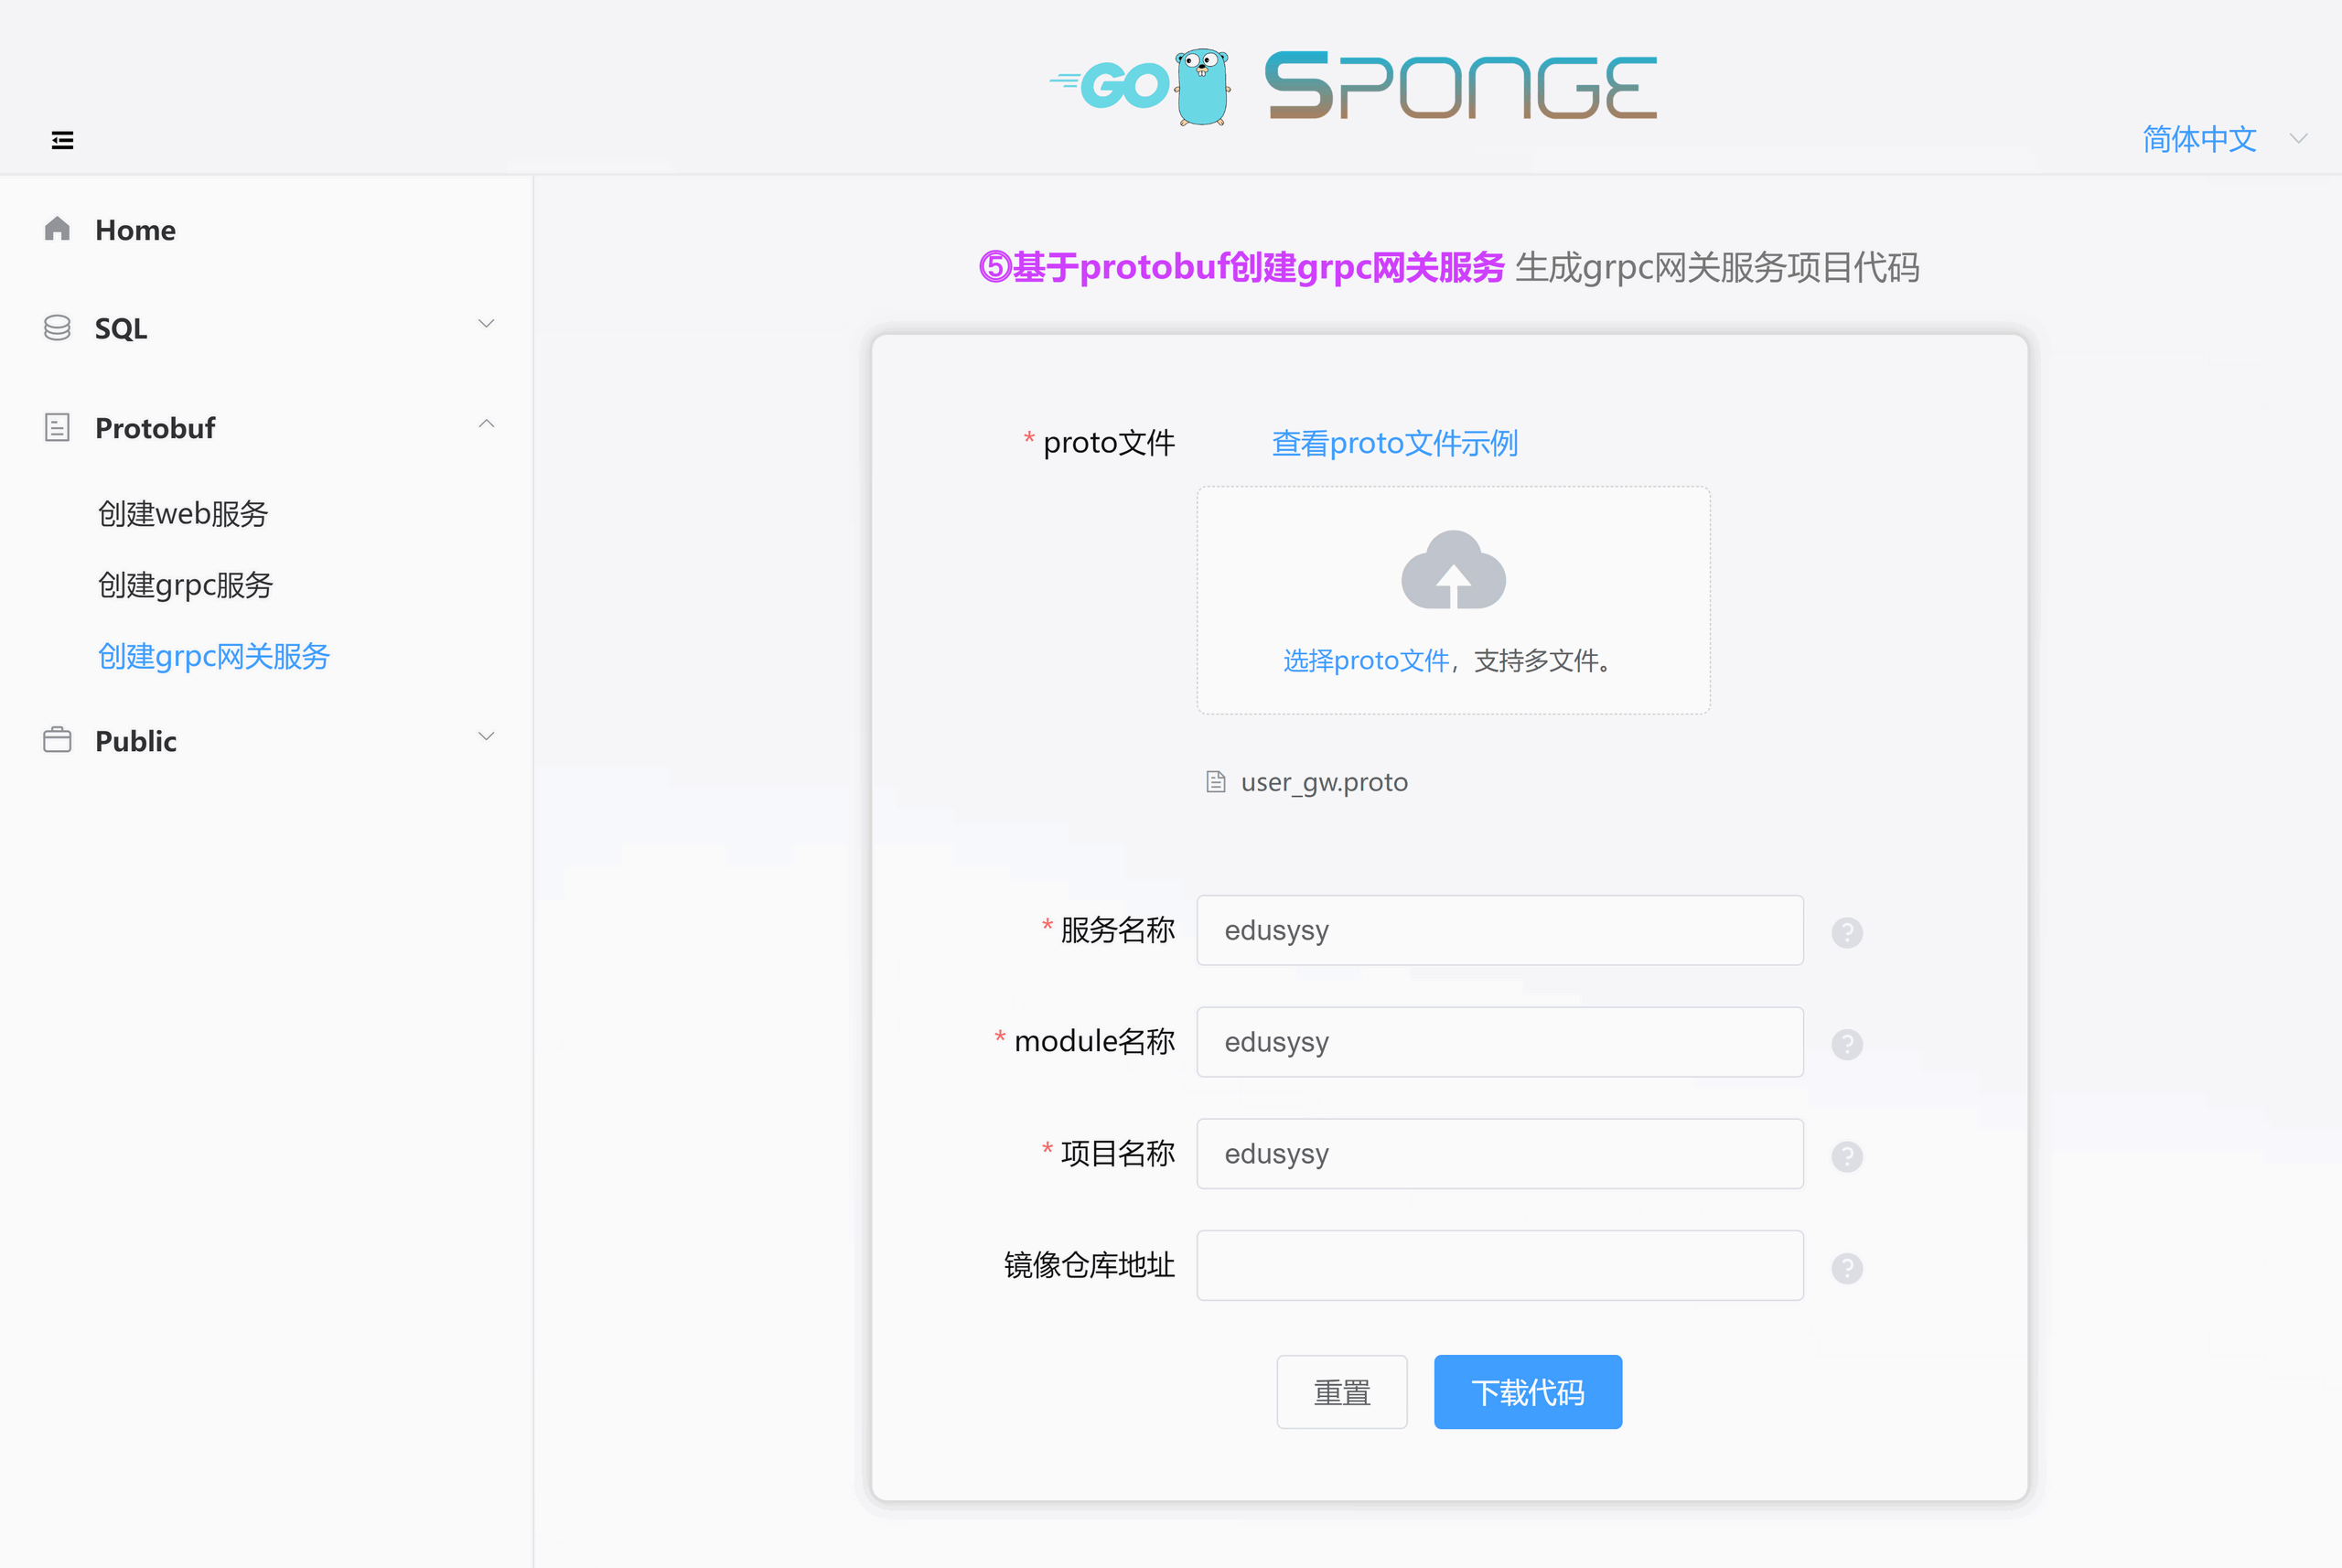 GO SPONGE
简体中文
Home
SQL
Protobuf
创建web服务
创建grpc服务
创建grpc网关服务
Public
⑤基于protobuf创建grpc网关服务 生成grpc网关服务项目代码
* proto文件 查看proto文件示例
选择proto文件，支持多文件。
user_gw.proto
* 服务名称 edusysy ?
* module名称 edusysy ?
* 项目名称 edusysy ?
镜像仓库地址 ?
重置 下载代码